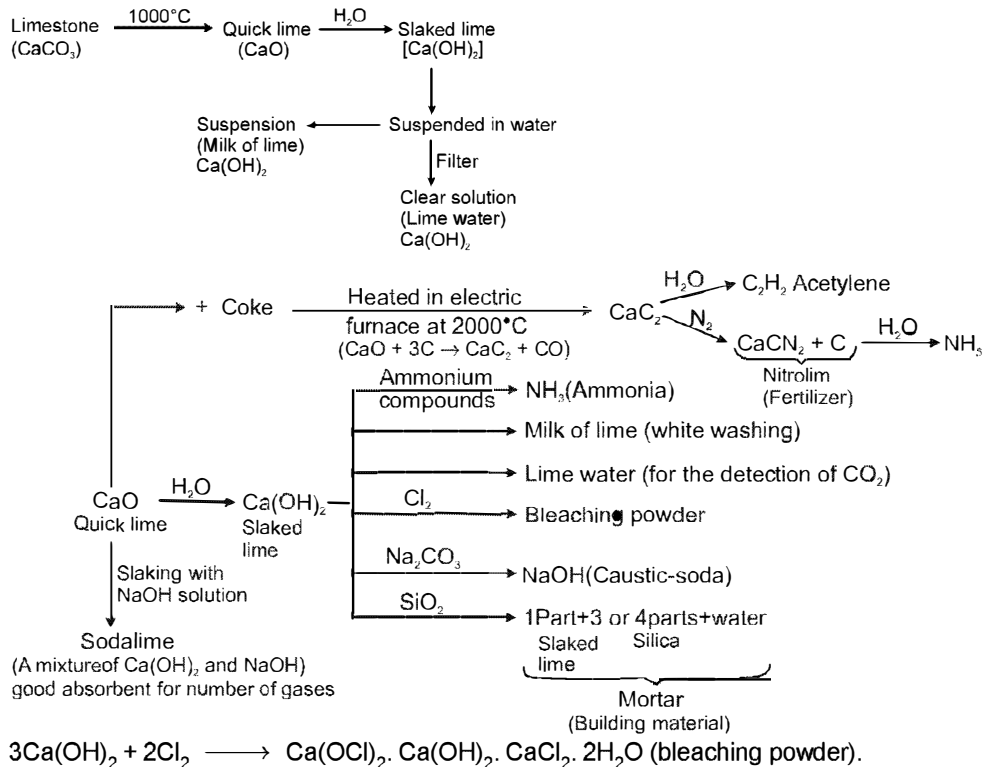 Limestone 1000°C Quick lime H₂O Slaked lime
(CaCO₃) (CaO) [Ca(OH)₂]
Suspension Suspended in water
(Milk of lime)
Ca(OH)₂ Filter
Clear solution
(Lime water)
Ca(OH)₂
+ Coke Heated in electric CaC₂ H₂O C₂H₂ Acetylene
furnace at 2000°C N₂ CaCN₂ + C H₂O NH₃
(CaO + 3C → CaC₂ + CO) Nitrolim
(Fertilizer)
Ammonium NH₃(Ammonia)
compounds
Milk of lime (white washing)
Lime water (for the detection of CO₂)
CaO H₂O Ca(OH)₂ Cl₂ Bleaching powder
Quick lime Slaked
lime
Slaking with Na₂CO₃ NaOH(Caustic-soda)
NaOH solution
SiO₂ 1Part+3 or 4parts+water
Sodalime Slaked Silica
(A mixtureof Ca(OH)₂ and NaOH) lime
good absorbent for number of gases
Mortar
(Building material)
3Ca(OH)₂ + 2Cl₂ ⟶ Ca(OCl)₂. Ca(OH)₂. CaCl₂. 2H₂O (bleaching powder).